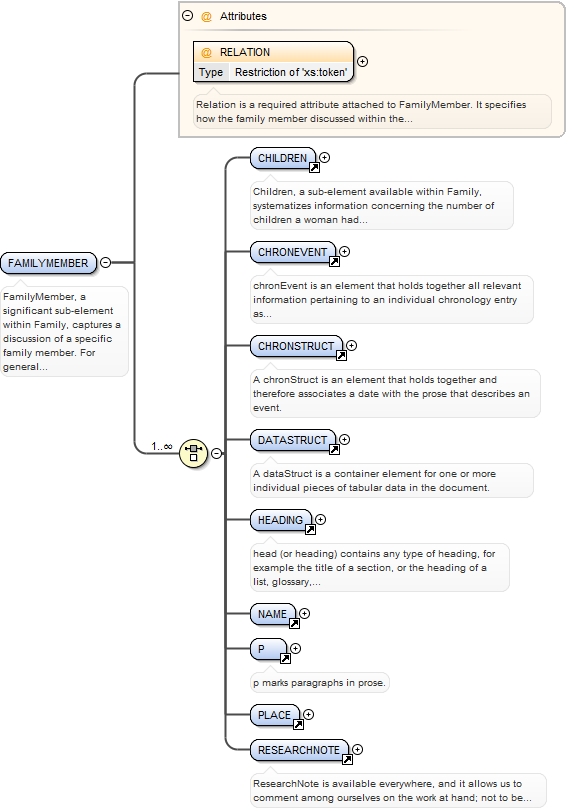 @ Attributes
@ RELATION
Type Restriction of 'xs:token'
Relation is a required attribute attached to FamilyMember. It specifies
how the family member discussed within the...
CHILDREN
Children, a sub-element available within Family,
systematizes information concerning the number of
children a woman had...
CHRONEVENT
FAMILYMEMBER
FamilyMember, a
significant sub-element
within Family, captures a
discussion of a specific
family member. For
general...
chronEvent is an element that holds together all relevant
information pertaining to an individual chronology entry
as...
CHRONSTRUCT
A chronStruct is an element that holds together and
therefore associates a date with the prose that describes an
event.
1..∞
DATASTRUCT
A dataStruct is a container element for one or more
individual pieces of tabular data in the document.
HEADING
head (or heading) contains any type of heading, for
example the title of a section, or the heading of a
list, glossary,...
NAME
P
p marks paragraphs in prose.
PLACE
RESEARCHNOTE
ResearchNote is available everywhere, and it allows us to
comment among ourselves on the work at hand; not to be...